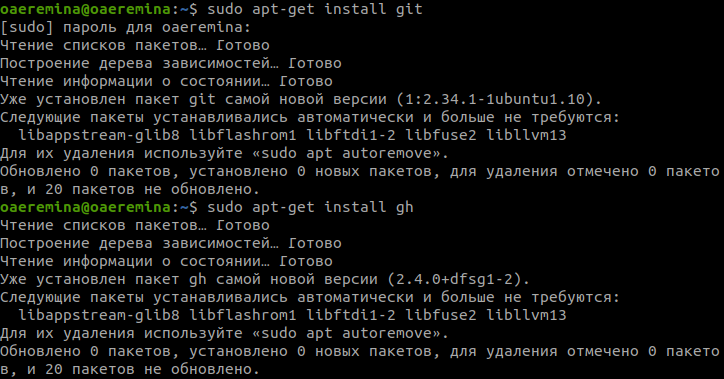 oaeremina@oaeremina:~$ sudo apt-get install git
[sudo] пароль для oaeremina:
Чтение списков пакетов… Готово
Построение дерева зависимостей… Готово
Чтение информации о состоянии… Готово
Уже установлен пакет git самой новой версии (1:2.34.1-1ubuntu1.10).
Следующие пакеты устанавливались автоматически и больше не требуются:
  libappstream-glib8 libflashrom1 libftdi1-2 libfuse2 libllvm13
Для их удаления используйте «sudo apt autoremove».
Обновлено 0 пакетов, установлено 0 новых пакетов, для удаления отмечено 0 пакето
в, и 20 пакетов не обновлено.
oaeremina@oaeremina:~$ sudo apt-get install gh
Чтение списков пакетов… Готово
Построение дерева зависимостей… Готово
Чтение информации о состоянии… Готово
Уже установлен пакет gh самой новой версии (2.4.0+dfsg1-2).
Следующие пакеты устанавливались автоматически и больше не требуются:
  libappstream-glib8 libflashrom1 libftdi1-2 libfuse2 libllvm13
Для их удаления используйте «sudo apt autoremove».
Обновлено 0 пакетов, установлено 0 новых пакетов, для удаления отмечено 0 пакето
в, и 20 пакетов не обновлено.